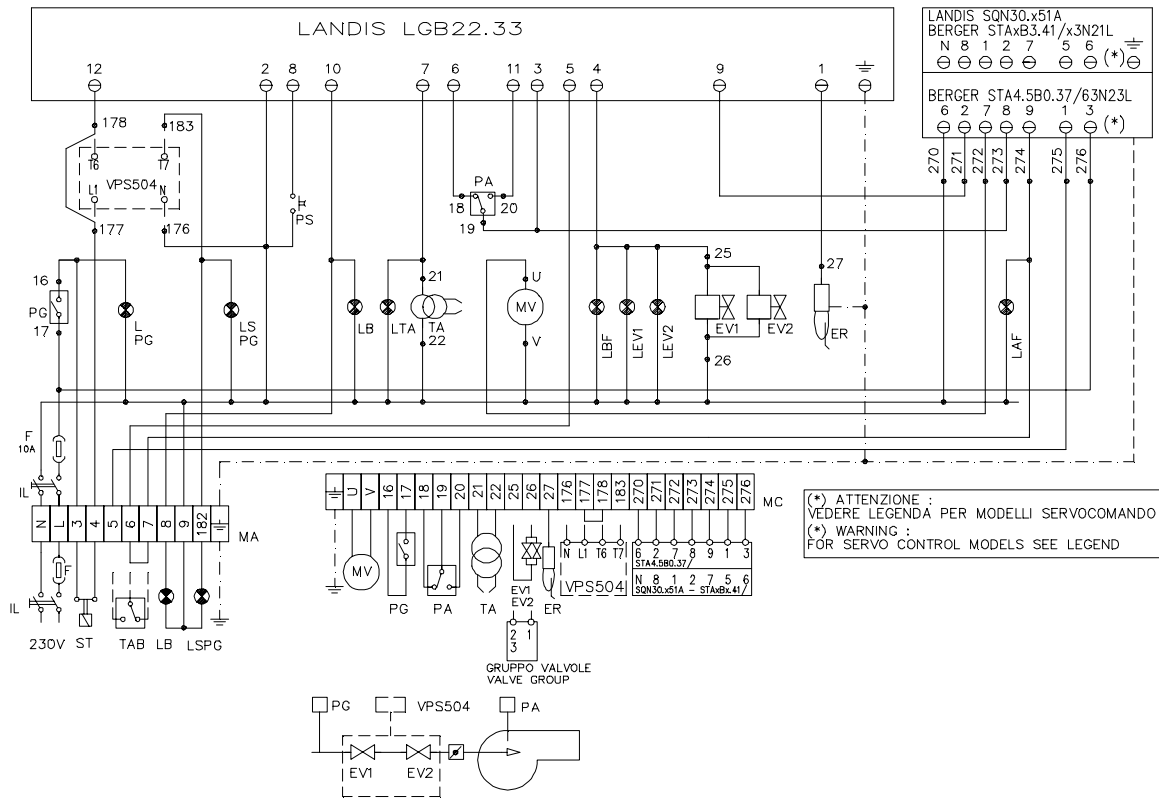 LANDIS LGB22.33
12 2 8 10 7 6 11 3 5 4 9 1
LANDIS SQN30.x51A
BERGER STAxB3.41/x3N21L
N 8 1 2 7 5 6 (*)
BERGER STA4.5B0.37/63N23L
6 2 7 8 9 1 3 (*)
270 271 272 273 274 275 276
178 183
T6 T7
VPS504
L1 N
177 176
PS
PA
18 20
19
16
PG
17
L
PG
LS
PG
LB
LTA
21
TA
22
U
MV
V
LBF
LEV1
LEV2
25
EV1
EV2
26
27
ER
LAF
F
10A
IL
N L 3 4 5 6 7 8 9 182
MA
F
IL
230V ST TAB LB LSPG
U V 16 17 18 19 20 21 22 25 26 27 176 177 178 183 270 271 272 273 274 275 276
MC
MV
PG
PA
TA
EV1
EV2
ER
N L1 T6 T7
VPS504
6 2 7 8 9 1 3
STA4.5B0.37/
N 8 1 2 7 5 6
SQN30.x51A - STAxBx.41/
2 1
3
GRUPPO VALVOLE
VALVE GROUP
(*) ATTENZIONE :
VEDERE LEGENDA PER MODELLI SERVOCOMANDO
(*) WARNING :
FOR SERVO CONTROL MODELS SEE LEGEND
PG VPS504 PA
EV1 EV2